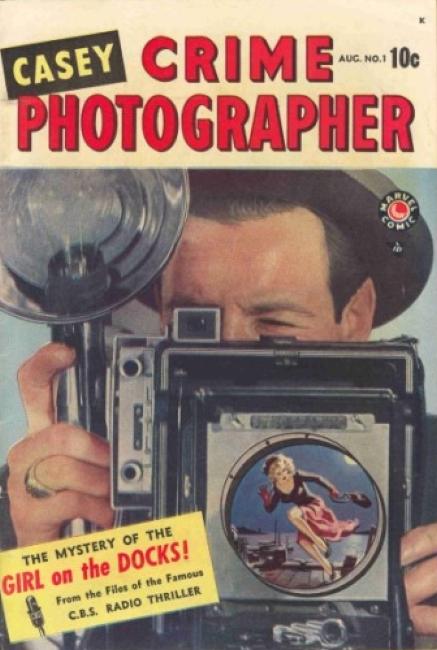 K
CASEY CRIME AUG. NO.1 10¢
PHOTOGRAPHER
MARVEL
COMIC
THE MYSTERY OF THE
GIRL on the DOCKS!
From the Files of the Famous
C.B.S. RADIO THRILLER